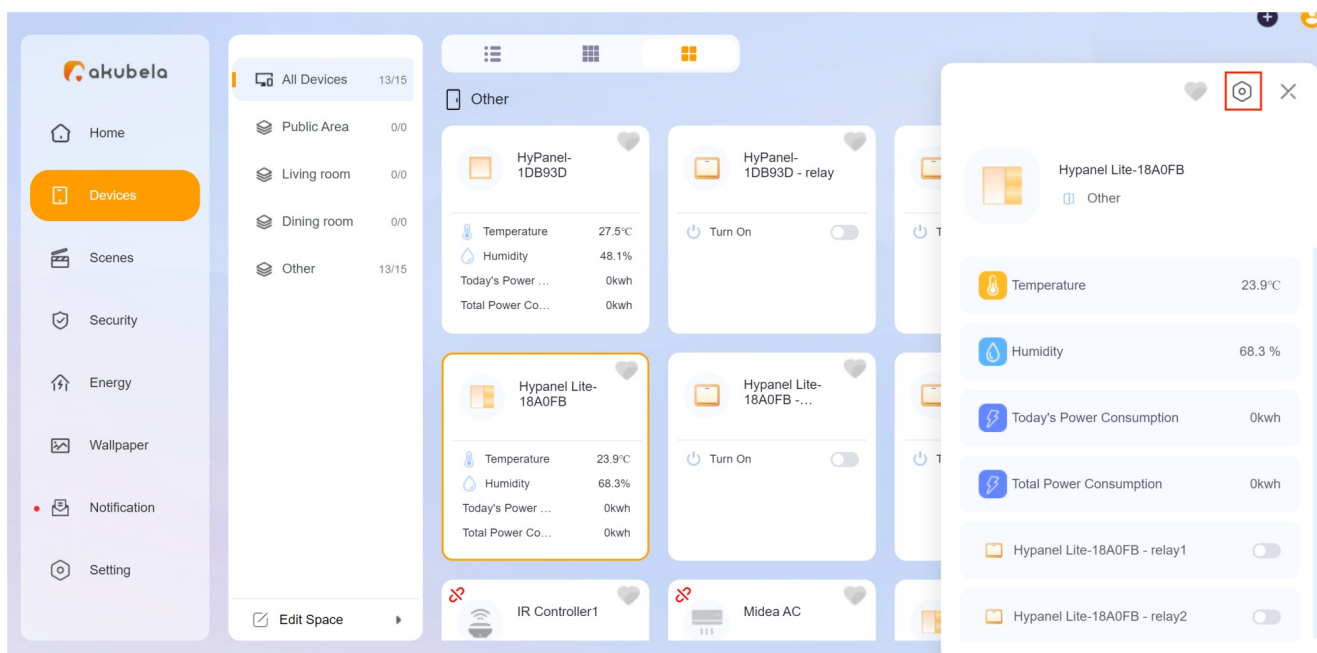 akubela
Home
Devices
Scenes
Security
Energy
Wallpaper
Notification
Setting
All Devices 13/15
Public Area 0/0
Living room 0/0
Dining room 0/0
Other 13/15
Edit Space
Other
HyPanel-
1DB93D
Temperature 27.5℃
Humidity 48.1%
Today's Power ... 0kwh
Total Power Co... 0kwh
HyPanel-
1DB93D - relay
Turn On
Hypanel Lite-
18A0FB
Temperature 23.9℃
Humidity 68.3%
Today's Power ... 0kwh
Total Power Co... 0kwh
Hypanel Lite-
18A0FB -...
Turn On
IR Controller1
Midea AC
Hypanel Lite-18A0FB
Other
Temperature 23.9℃
Humidity 68.3 %
Today's Power Consumption 0kwh
Total Power Consumption 0kwh
Hypanel Lite-18A0FB - relay1
Hypanel Lite-18A0FB - relay2